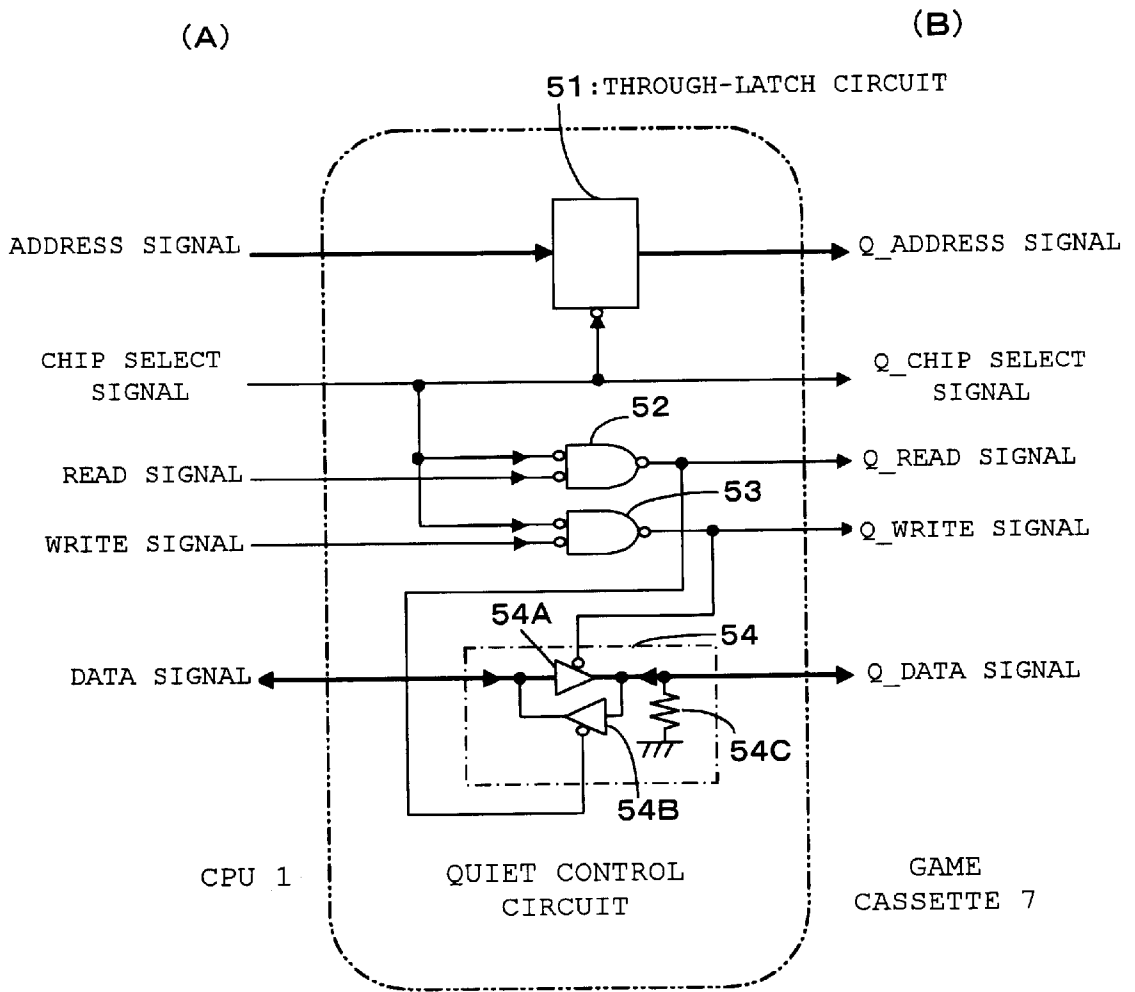 (A)
(B)
51:THROUGH-LATCH CIRCUIT
ADDRESS SIGNAL
Q_ADDRESS SIGNAL
CHIP SELECT
SIGNAL
Q_CHIP SELECT
SIGNAL
52
READ SIGNAL
Q_READ SIGNAL
53
WRITE SIGNAL
Q_WRITE SIGNAL
54A
54
DATA SIGNAL
Q_DATA SIGNAL
54C
54B
CPU 1
QUIET CONTROL
CIRCUIT
GAME
CASSETTE 7